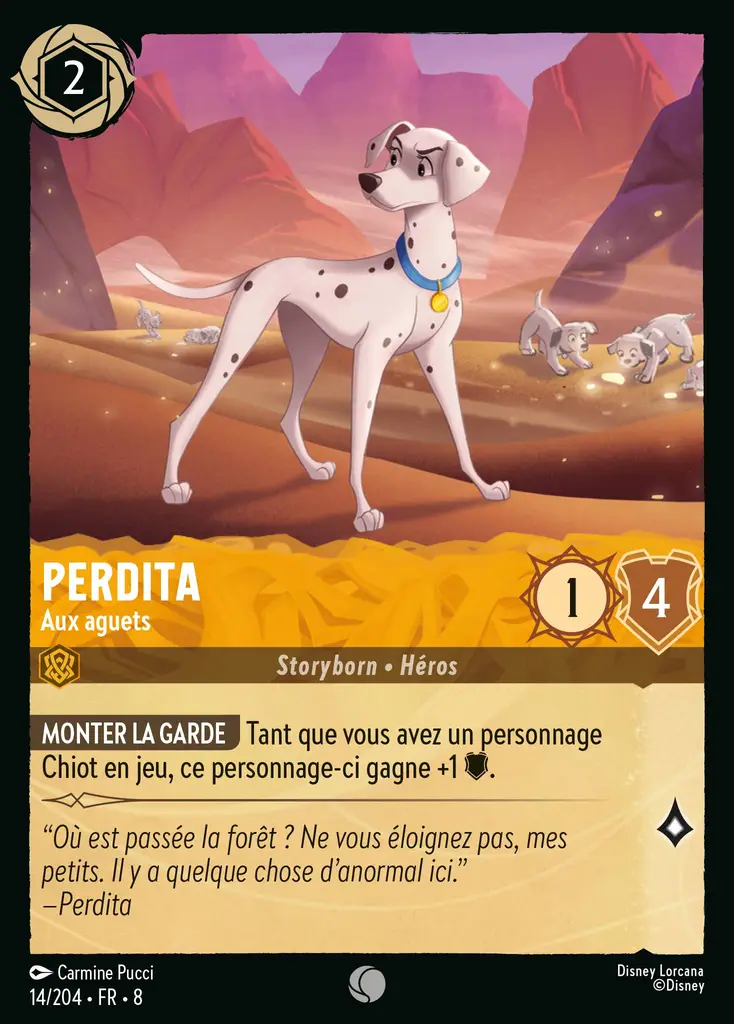 2
PERDITA
Aux aguets
1
4
Storyborn • Héros
MONTER LA GARDE Tant que vous avez un personnage
Chiot en jeu, ce personnage-ci gagne +1 .
“Où est passée la forêt ? Ne vous éloignez pas, mes
petits. Il y a quelque chose d’anormal ici.”
–Perdita
Carmine Pucci
14/204 • FR • 8
Disney Lorcana
©Disney